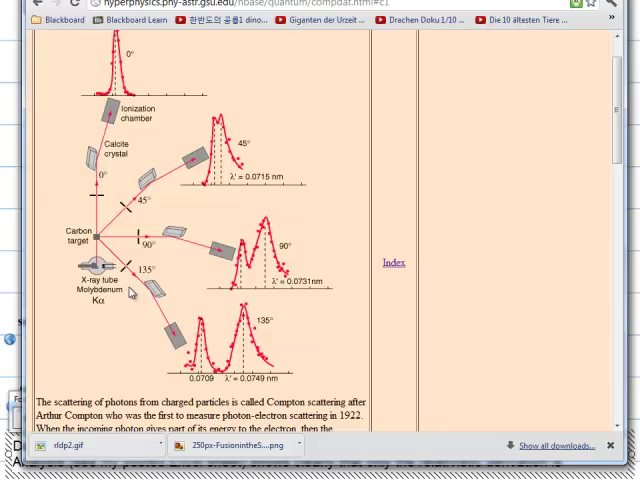 hyperphysics.phy-astr.gsu.edu/hbase/quantum/compdat.html#c1
Bookmarks
Blackboard Learn
한반도의 공룡1 dino...
Giganten der Urzeit ...
Drachen Doku 1/10 ...
Die 10 ältesten Tiere ...
»
0°
Ionization
chamber
Calcite
crystal
0°
45°
λ' = 0.0715 nm
45°
Carbon
target
90°
90°
λ' = 0.0731nm
Index
135°
X-ray tube
Molybdenum
Kα
135°
0.0709
λ' = 0.0749 nm
The scattering of photons from charged particles is called Compton scattering after
Arthur Compton who was the first to measure photon-electron scattering in 1922.
When the incoming photon gives part of its energy to the electron, then the
rldp2.gif
250px-FusionintheS....png
Show all downloads...